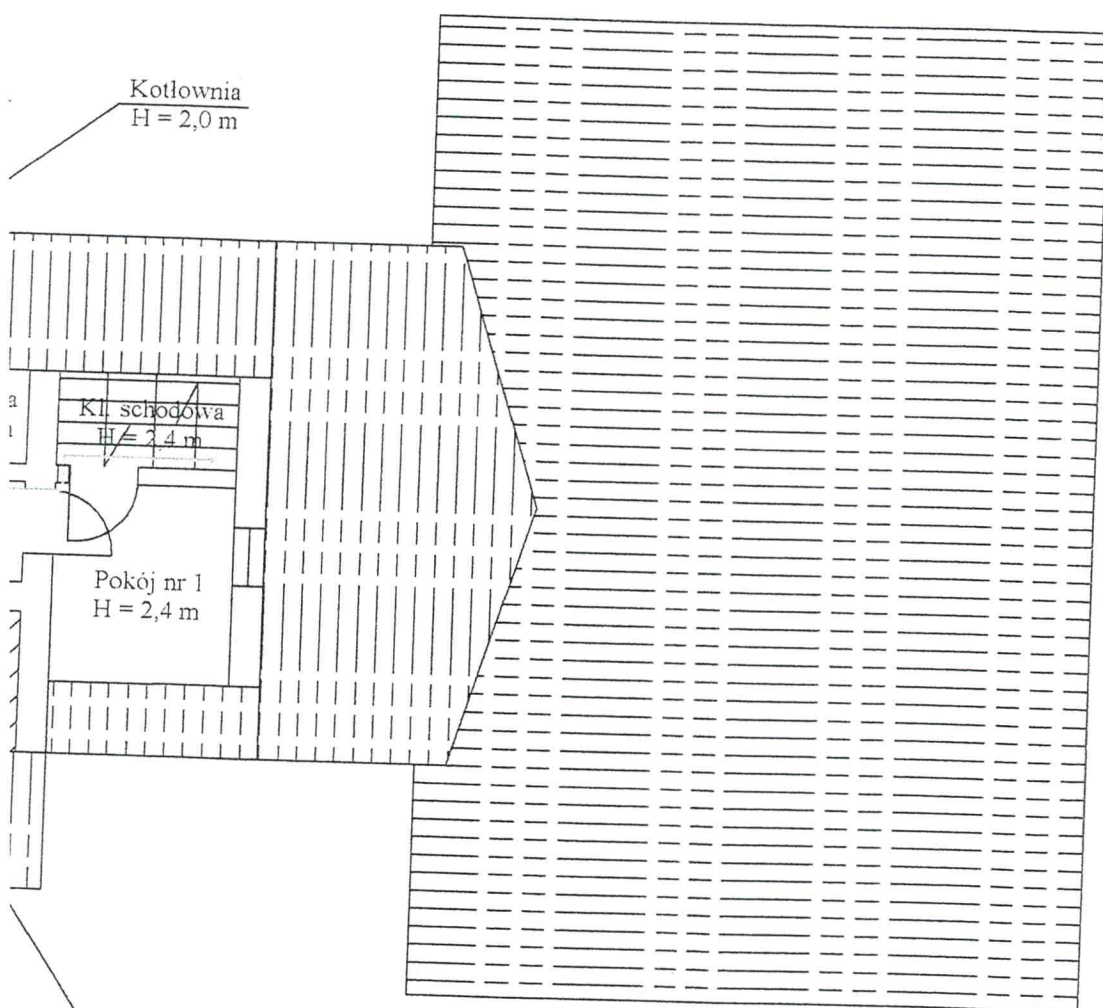 Kotłownia
H = 2,0 m
a
Kl. schodowa
H = 2,4 m
Pokój nr 1
H = 2,4 m